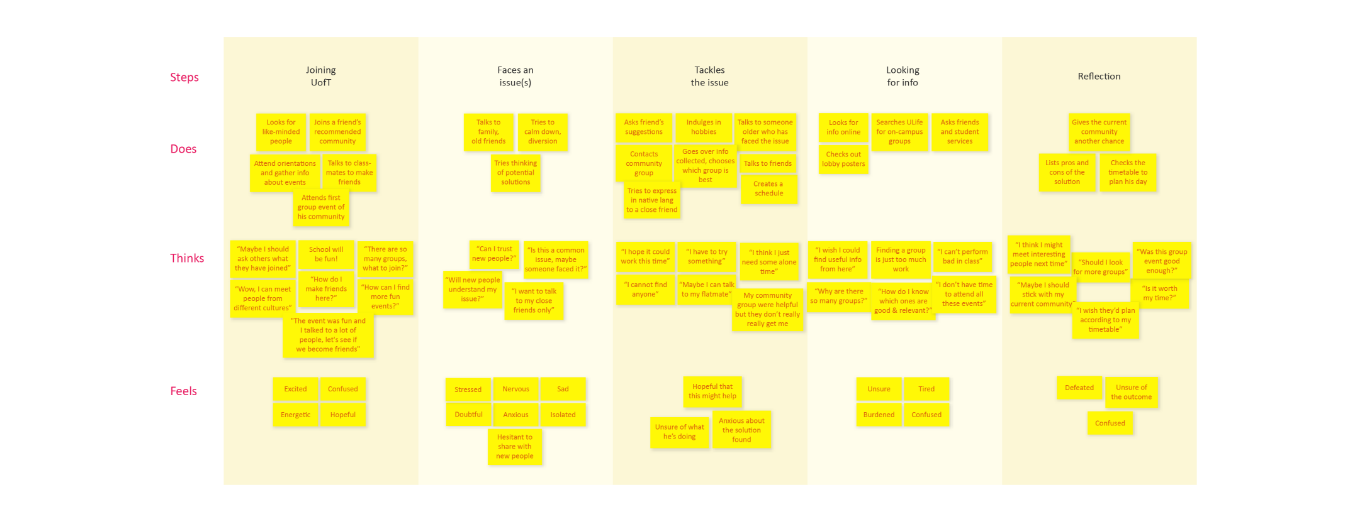 Steps
Joining
UofT
Faces an
issue(s)
Tackles
the issue
Looking
for info
Reflection
Does
Looks for
like-minded
people
Joins a friend's
recommended
community
Attend orientations
and gather info
about events
Talks to class-
mates to make
friends
Attends first
group event of
his community
Talks to
family,
old friends
Tries to
calm down,
diversion
Tries thinking
of potential
solutions
Asks friend's
suggestions
Indulges in
hobbies
Talks to someone
older who has
faced the issue
Contacts
community
group
Goes over info
collected, chooses
which group is
best
Talks to friends
Tries to express
in native lang
to a close friend
Creates a
schedule
Looks for
info online
Searches ULife
for on-campus
groups
Asks friends
and student
services
Checks out
lobby posters
Gives the current
community
another chance
Lists pros and
cons of the
solution
Checks the
timetable to
plan his day
Thinks
"Maybe I should
ask others what
they have joined"
School will
be fun!
"There are so
many groups,
what to join?"
"Wow, I can meet
people from
different cultures"
"How do I
make friends
here?"
"How can I find
more fun
events?"
"The event was fun and
I talked to a lot of
people, let's see if
we become friends"
"Can I trust
new people?"
"Is this a common
issue, maybe
someone faced it?"
"Will new people
understand my
issue?"
"I want to talk
to my close
friends only"
"I hope it could
work this time"
"I have to try
something"
"I think I just
need some alone
time"
"I cannot find
anyone"
"Maybe I can talk
to my flatmate"
My community
group were helpful
but they don't really
really get me
"I wish I could
find useful info
from here"
Finding a group
is just too much
work
"I can't perform
bad in class"
"Why are there
so many groups?"
"How do I know
which ones are
good & relevant?"
"I don't have time
to attend all
these events"
"I think I might
meet interesting
people next time"
"Should I look
for more groups"
"Was this group
event good
enough?"
"Maybe I should
stick with my
current community"
"I wish they'd plan
according to my
timetable"
"Is it worth
my time?"
Feels
Excited
Confused
Energetic
Hopeful
Stressed
Nervous
Sad
Doubtful
Anxious
Isolated
Hesitant to
share with
new people
Hopeful that
this might help
Unsure of what
he's doing
Anxious about
the solution
found
Unsure
Tired
Burdened
Confused
Defeated
Unsure of
the outcome
Confused